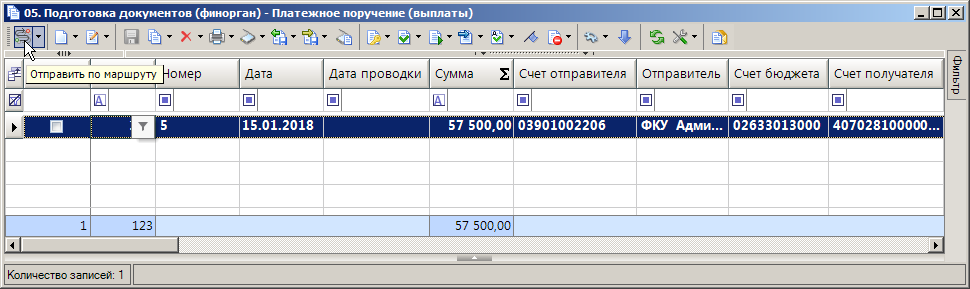 05. Подготовка документов (финорган) - Платежное поручение (выплаты)
Отправить по маршруту
Номер Дата Дата проводки Сумма Σ Счет отправителя Отправитель Счет бюджета Счет получателя
5 15.01.2018 57 500,00 03901002206 ФКУ Адми... 02633013000 407028100000...
1 123 57 500,00
Количество записей: 1
Фильтр